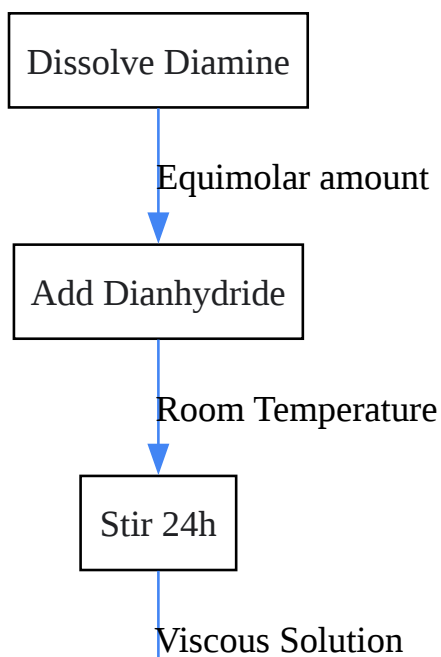 Dissolve Diamine
Equimolar amount
Add Dianhydride
Room Temperature
Stir 24h
Viscous Solution